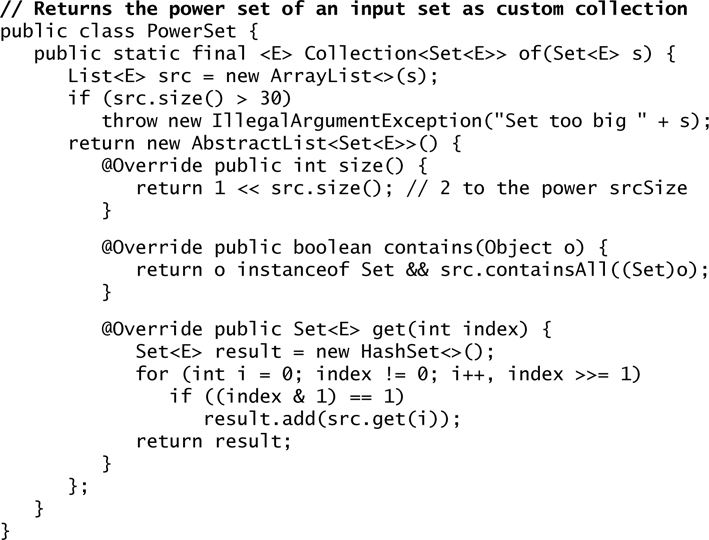 // Returns the power set of an input set as custom collection
public class PowerSet {
   public static final <E> Collection<Set<E>> of(Set<E> s) {
      List<E> src = new ArrayList<>(s);
      if (src.size() > 30)
         throw new IllegalArgumentException("Set too big " + s);
      return new AbstractList<Set<E>>() {
         @Override public int size() {
            return 1 << src.size(); // 2 to the power srcSize
         }

         @Override public boolean contains(Object o) {
            return o instanceof Set && src.containsAll((Set)o);
         }

         @Override public Set<E> get(int index) {
            Set<E> result = new HashSet<>();
            for (int i = 0; index != 0; i++, index >>= 1)
               if ((index & 1) == 1)
                  result.add(src.get(i));
            return result;
         }
      };
   }
}